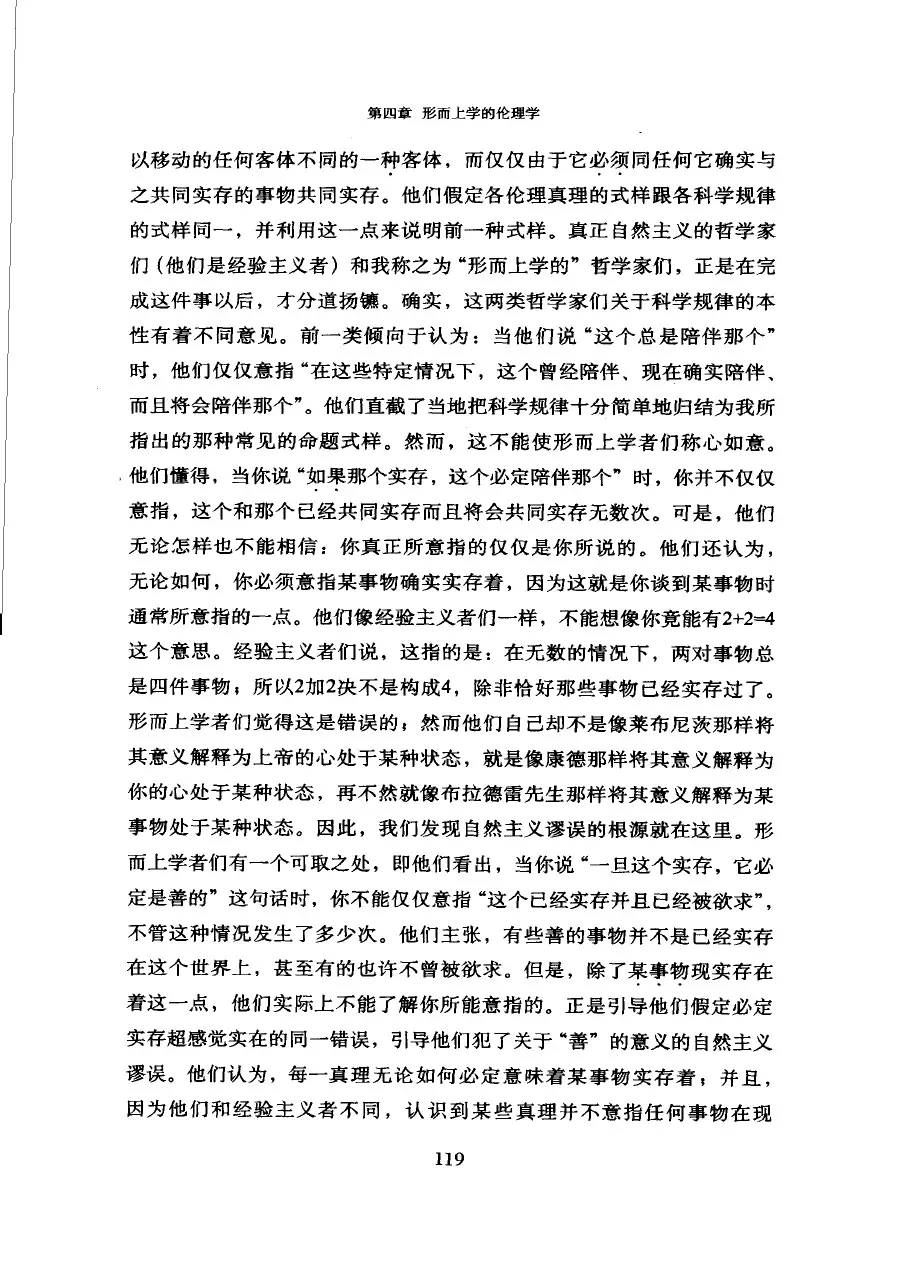 第四章 形而上学的伦理学
以移动的任何客体不同的一种客体，而仅仅由于它必须同任何它确实与
之共同实存的事物共同实存。他们假定各伦理真理的式样跟各科学规律
的式样同一，并利用这一点来说明前一种式样。真正自然主义的哲学家
们（他们是经验主义者）和我称之为“形而上学的”哲学家们，正是在完
成这件事以后，才分道扬镳。确实，这两类哲学家们关于科学规律的本
性有着不同意见。前一类倾向于认为：当他们说“这个总是陪伴那个”
时，他们仅仅意指“在这些特定情况下，这个曾经陪伴、现在确实陪伴、
而且将会陪伴那个”。他们直截了当地把科学规律十分简单地归结为我所
指出的那种常见的命题式样。然而，这不能使形而上学者们称心如意。
他们懂得，当你说“如果那个实存，这个必定陪伴那个”时，你并不仅仅
意指，这个和那个已经共同实存而且将会共同实存无数次。可是，他们
无论怎样也不能相信：你真正所意指的仅仅是你所说的。他们还认为，
无论如何，你必须意指某事物确实实存着，因为这就是你谈到某事物时
通常所意指的一点。他们像经验主义者们一样，不能想像你竟能有2+2=4
这个意思。经验主义者们说，这指的是：在无数的情况下，两对事物总
是四件事物；所以2加2决不是构成4，除非恰好那些事物已经实存过了。
形而上学者们觉得这是错误的；然而他们自己却不是像莱布尼茨那样将
其意义解释为上帝的心处于某种状态，就是像康德那样将其意义解释为
你的心处于某种状态，再不然就像布拉德雷先生那样将其意义解释为某
事物处于某种状态。因此，我们发现自然主义谬误的根源就在这里。形
而上学者们有一个可取之处，即他们看出，当你说“一旦这个实存，它必
定是善的”这句话时，你不能仅仅意指“这个已经实存并且已经被欲求”，
不管这种情况发生了多少次。他们主张，有些善的事物并不是已经实存
在这个世界上，甚至有的也许不曾被欲求。但是，除了某事物现实存在
着这一点，他们实际上不能了解你所能意指的。正是引导他们假定必定
实存超感觉实在的同一错误，引导他们犯了关于“善”的意义的自然主义
谬误。他们认为，每一真理无论如何必定意味着某事物实存着；并且，
因为他们和经验主义者不同，认识到某些真理并不意指任何事物在现
119